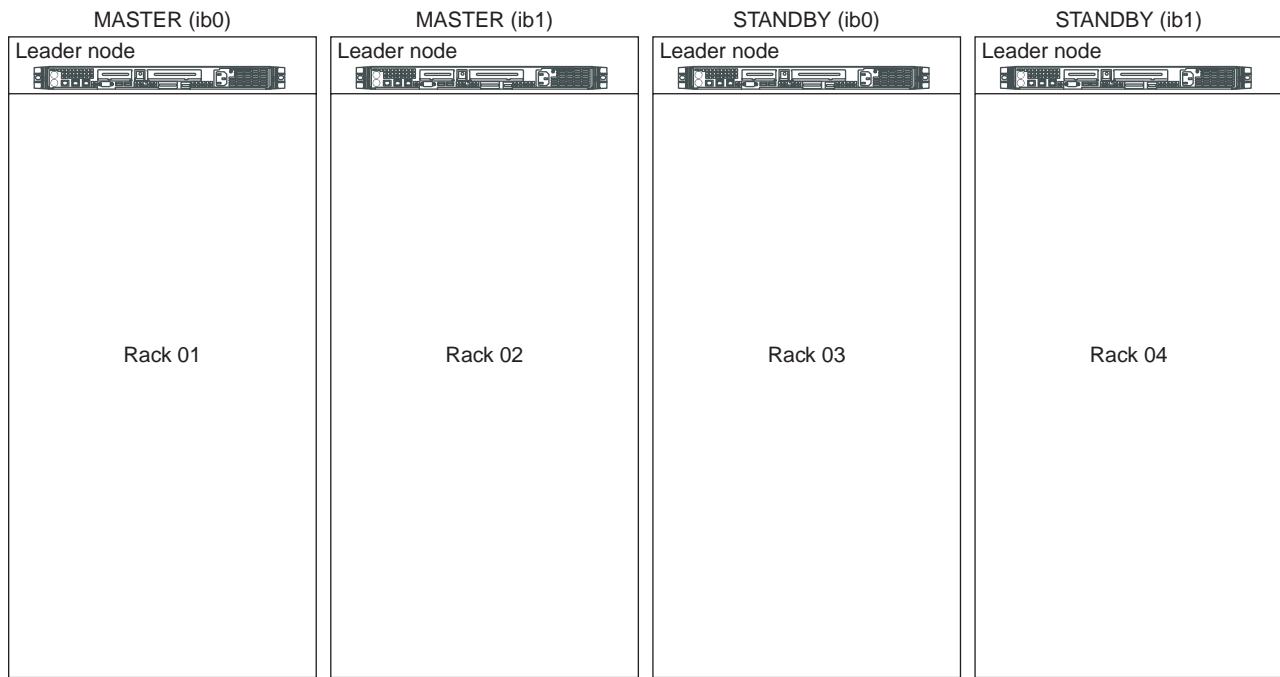 MASTER (ib0)
MASTER (ib1)
STANDBY (ib0)
STANDBY (ib1)
Leader node
Leader node
Leader node
Leader node
Rack 01
Rack 02
Rack 03
Rack 04